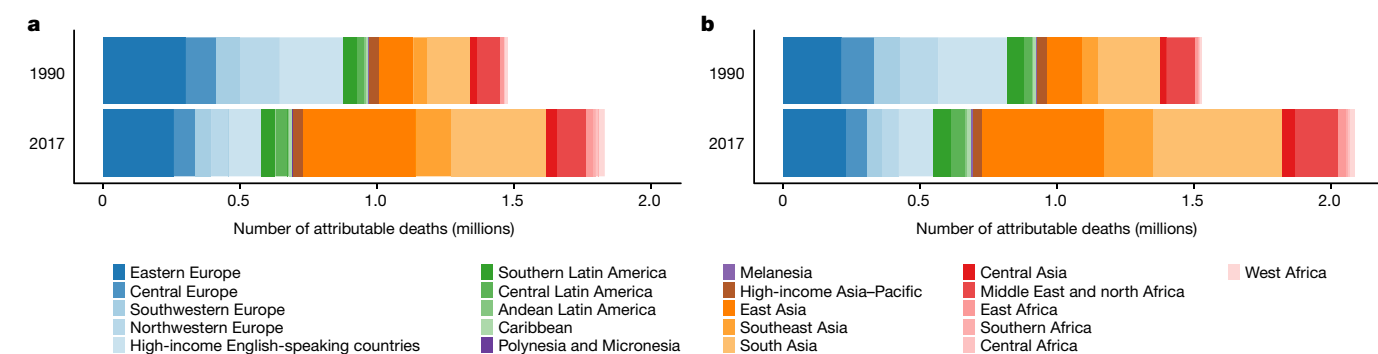 a
b
1990
1990
2017
2017
0 0.5 1.0 1.5 2.0
0 0.5 1.0 1.5 2.0
Number of attributable deaths (millions)
Number of attributable deaths (millions)
Eastern Europe
Central Europe
Southwestern Europe
Northwestern Europe
High-income English-speaking countries
Southern Latin America
Central Latin America
Andean Latin America
Caribbean
Polynesia and Micronesia
Melanesia
High-income Asia–Pacific
East Asia
Southeast Asia
South Asia
Central Asia
Middle East and north Africa
East Africa
Southern Africa
Central Africa
West Africa